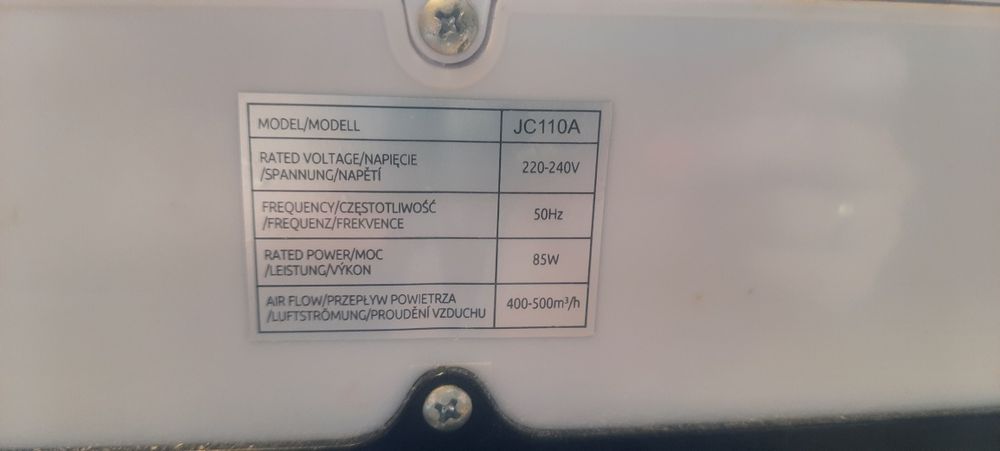 MODEL/MODELL JC110A
RATED VOLTAGE/NAPIĘCIE
/SPANNUNG/NAPĚTÍ 220-240V
FREQUENCY/CZĘSTOTLIWOŚĆ
/FREQUENZ/FREKVENCE 50Hz
RATED POWER/MOC
/LEISTUNG/VÝKON 85W
AIR FLOW/PRZEPŁYW POWIETRZA
/LUFTSTRÖMUNG/PROUDĚNÍ VZDUCHU 400-500m³/h